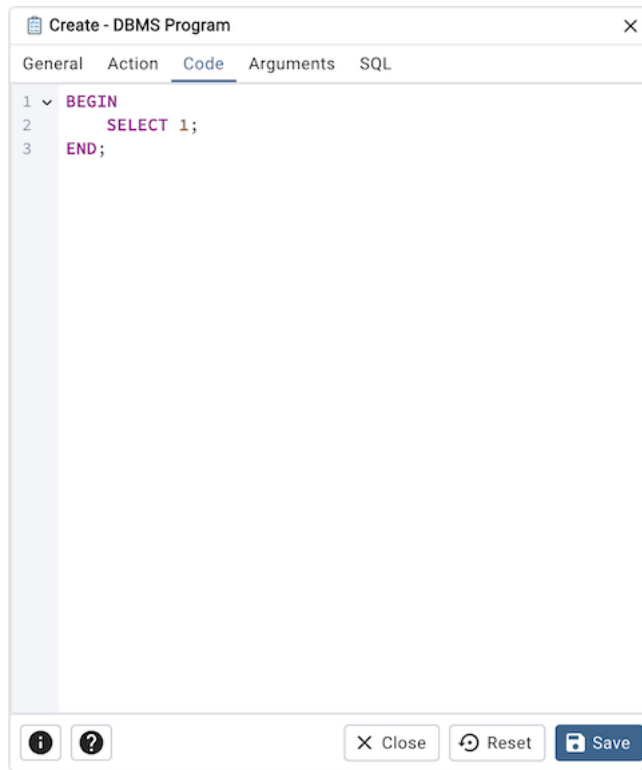 Create - DBMS Program
General Action Code Arguments SQL
1 BEGIN
2 SELECT 1;
3 END;
Close Reset Save